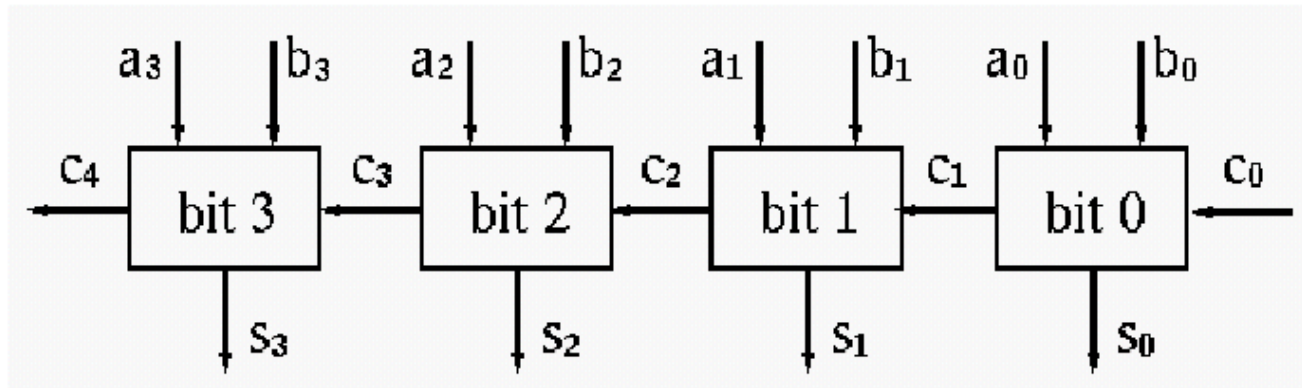 a₃ b₃ a₂ b₂ a₁ b₁ a₀ b₀
c₄ bit 3 c₃ bit 2 c₂ bit 1 c₁ bit 0 c₀
s₃ s₂ s₁ s₀